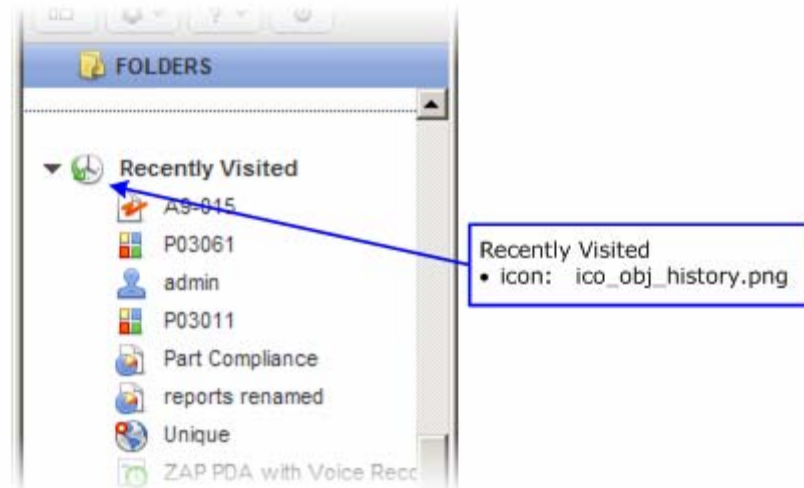 FOLDERS
Recently Visited
A9-015
P03061
admin
P03011
Part Compliance
reports renamed
Unique
ZAP PDA with Voice Recc
Recently Visited
• icon: ico_obj_history.png